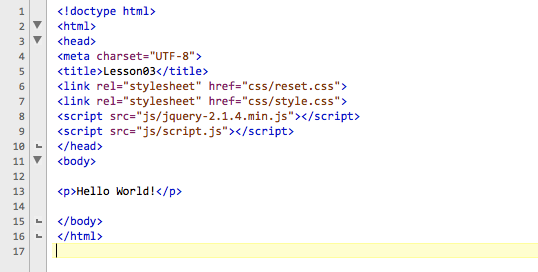 1 <!doctype html>
2 <html>
3 <head>
4 <meta charset="UTF-8">
5 <title>Lesson03</title>
6 <link rel="stylesheet" href="css/reset.css">
7 <link rel="stylesheet" href="css/style.css">
8 <script src="js/jquery-2.1.4.min.js"></script>
9 <script src="js/script.js"></script>
10 </head>
11 <body>
12
13 <p>Hello World!</p>
14
15 </body>
16 </html>
17